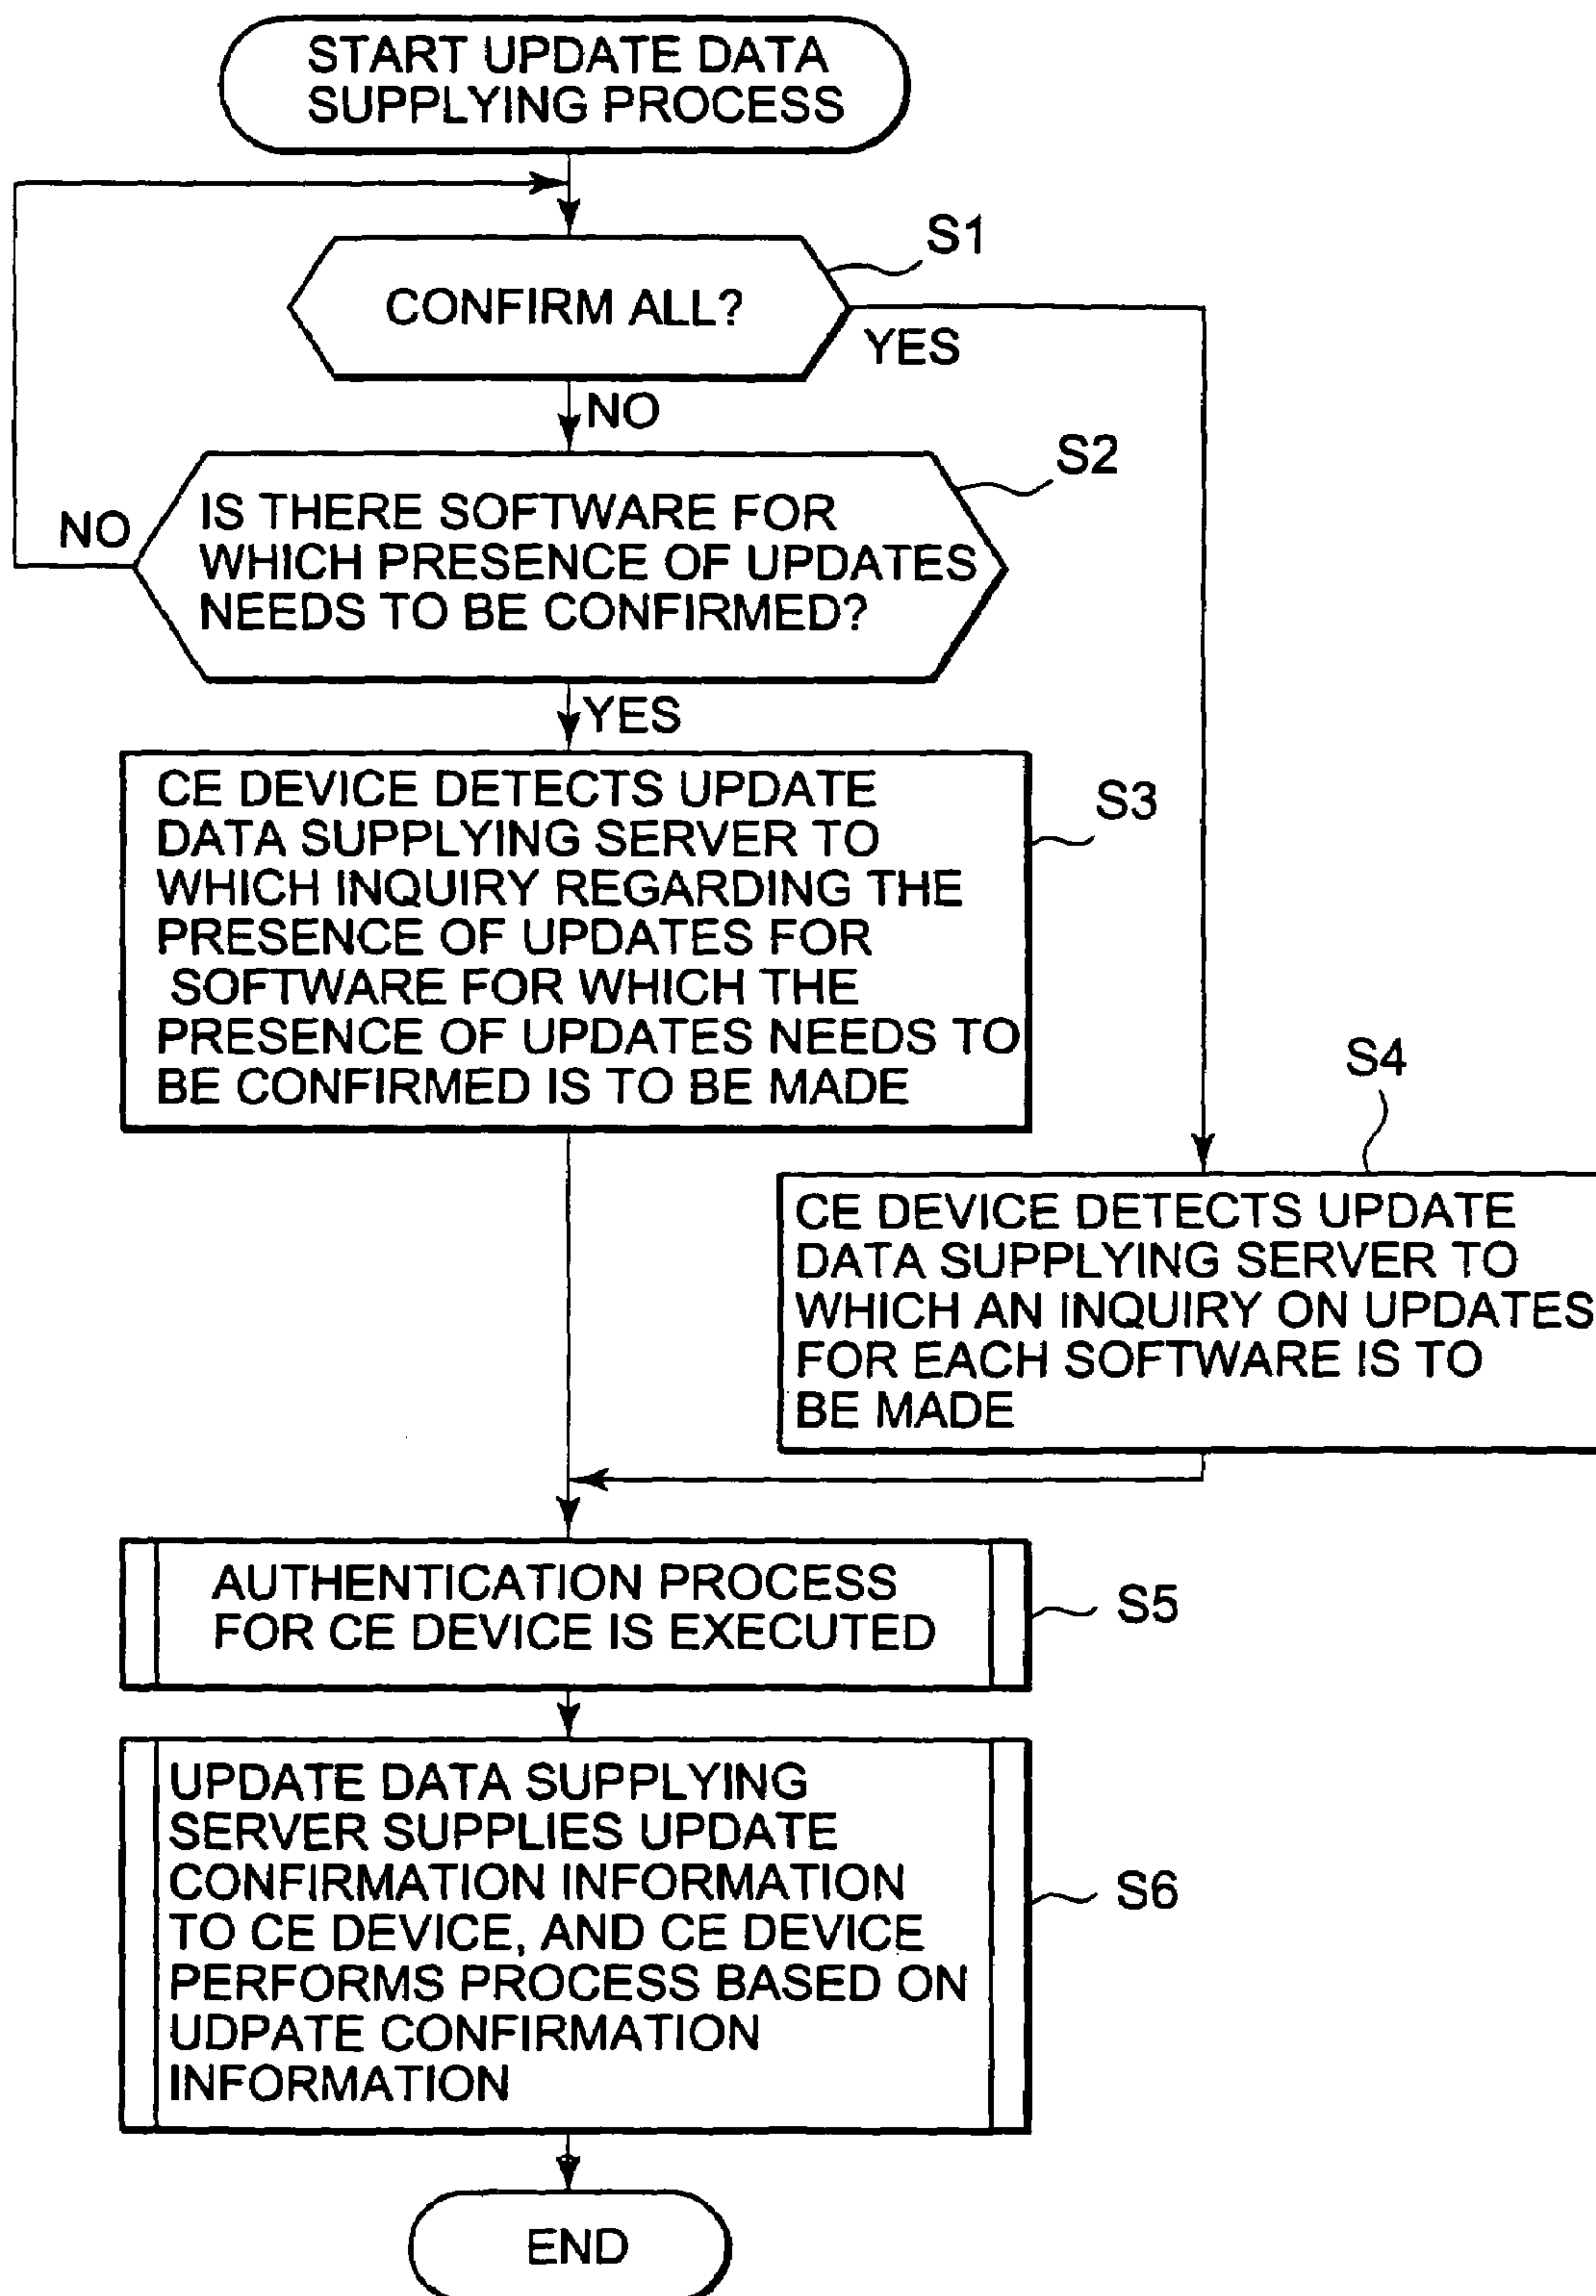 START UPDATE DATA
SUPPLYING PROCESS
S1
CONFIRM ALL?
YES
NO
S2
NO
IS THERE SOFTWARE FOR
WHICH PRESENCE OF UPDATES
NEEDS TO BE CONFIRMED?
YES
CE DEVICE DETECTS UPDATE
DATA SUPPLYING SERVER TO
WHICH INQUIRY REGARDING THE
PRESENCE OF UPDATES FOR
SOFTWARE FOR WHICH THE
PRESENCE OF UPDATES NEEDS TO
BE CONFIRMED IS TO BE MADE
S3
S4
CE DEVICE DETECTS UPDATE
DATA SUPPLYING SERVER TO
WHICH AN INQUIRY ON UPDATES
FOR EACH SOFTWARE IS TO
BE MADE
AUTHENTICATION PROCESS
FOR CE DEVICE IS EXECUTED
S5
UPDATE DATA SUPPLYING
SERVER SUPPLIES UPDATE
CONFIRMATION INFORMATION
TO CE DEVICE, AND CE DEVICE
PERFORMS PROCESS BASED ON
UDPATE CONFIRMATION
INFORMATION
S6
END